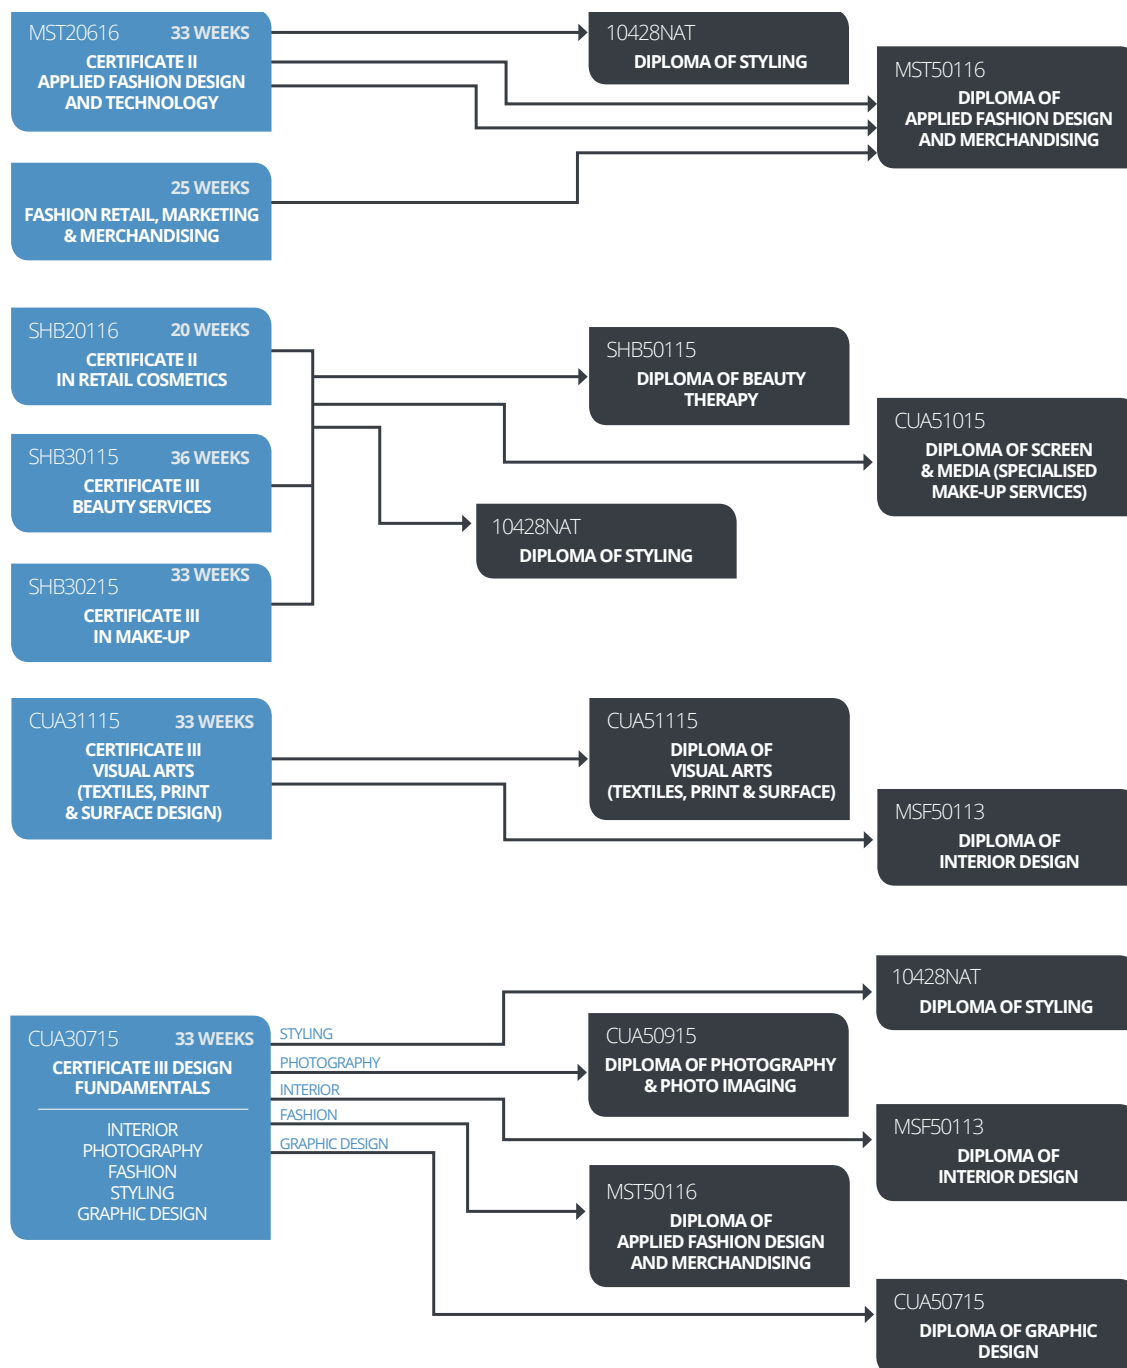 MST20616 33 WEEKS
CERTIFICATE II
APPLIED FASHION DESIGN
AND TECHNOLOGY
10428NAT
DIPLOMA OF STYLING
MST50116
DIPLOMA OF
APPLIED FASHION DESIGN
AND MERCHANDISING
25 WEEKS
FASHION RETAIL, MARKETING
& MERCHANDISING
SHB20116 20 WEEKS
CERTIFICATE II
IN RETAIL COSMETICS
SHB50115
DIPLOMA OF BEAUTY
THERAPY
CUA51015
DIPLOMA OF SCREEN
& MEDIA (SPECIALISED
MAKE-UP SERVICES)
SHB30115 36 WEEKS
CERTIFICATE III
BEAUTY SERVICES
10428NAT
DIPLOMA OF STYLING
SHB30215 33 WEEKS
CERTIFICATE III
IN MAKE-UP
CUA31115 33 WEEKS
CERTIFICATE III
VISUAL ARTS
(TEXTILES, PRINT
& SURFACE DESIGN)
CUA51115
DIPLOMA OF
VISUAL ARTS
(TEXTILES, PRINT & SURFACE)
MSF50113
DIPLOMA OF
INTERIOR DESIGN
CUA30715 33 WEEKS
CERTIFICATE III DESIGN
FUNDAMENTALS
INTERIOR
PHOTOGRAPHY
FASHION
STYLING
GRAPHIC DESIGN
STYLING
PHOTOGRAPHY
INTERIOR
FASHION
GRAPHIC DESIGN
10428NAT
DIPLOMA OF STYLING
CUA50915
DIPLOMA OF PHOTOGRAPHY
& PHOTO IMAGING
MSF50113
DIPLOMA OF
INTERIOR DESIGN
MST50116
DIPLOMA OF
APPLIED FASHION DESIGN
AND MERCHANDISING
CUA50715
DIPLOMA OF GRAPHIC
DESIGN